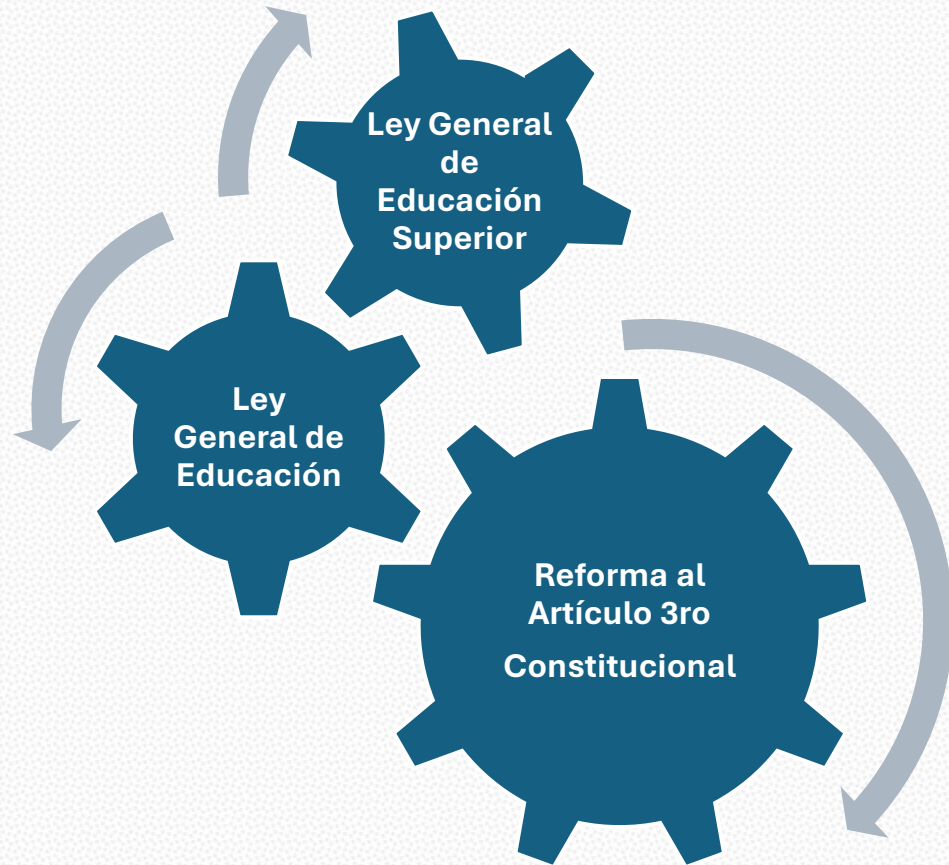 Ley General
de
Educación
Superior
Ley
General de
Educación
Reforma al
Artículo 3ro
Constitucional